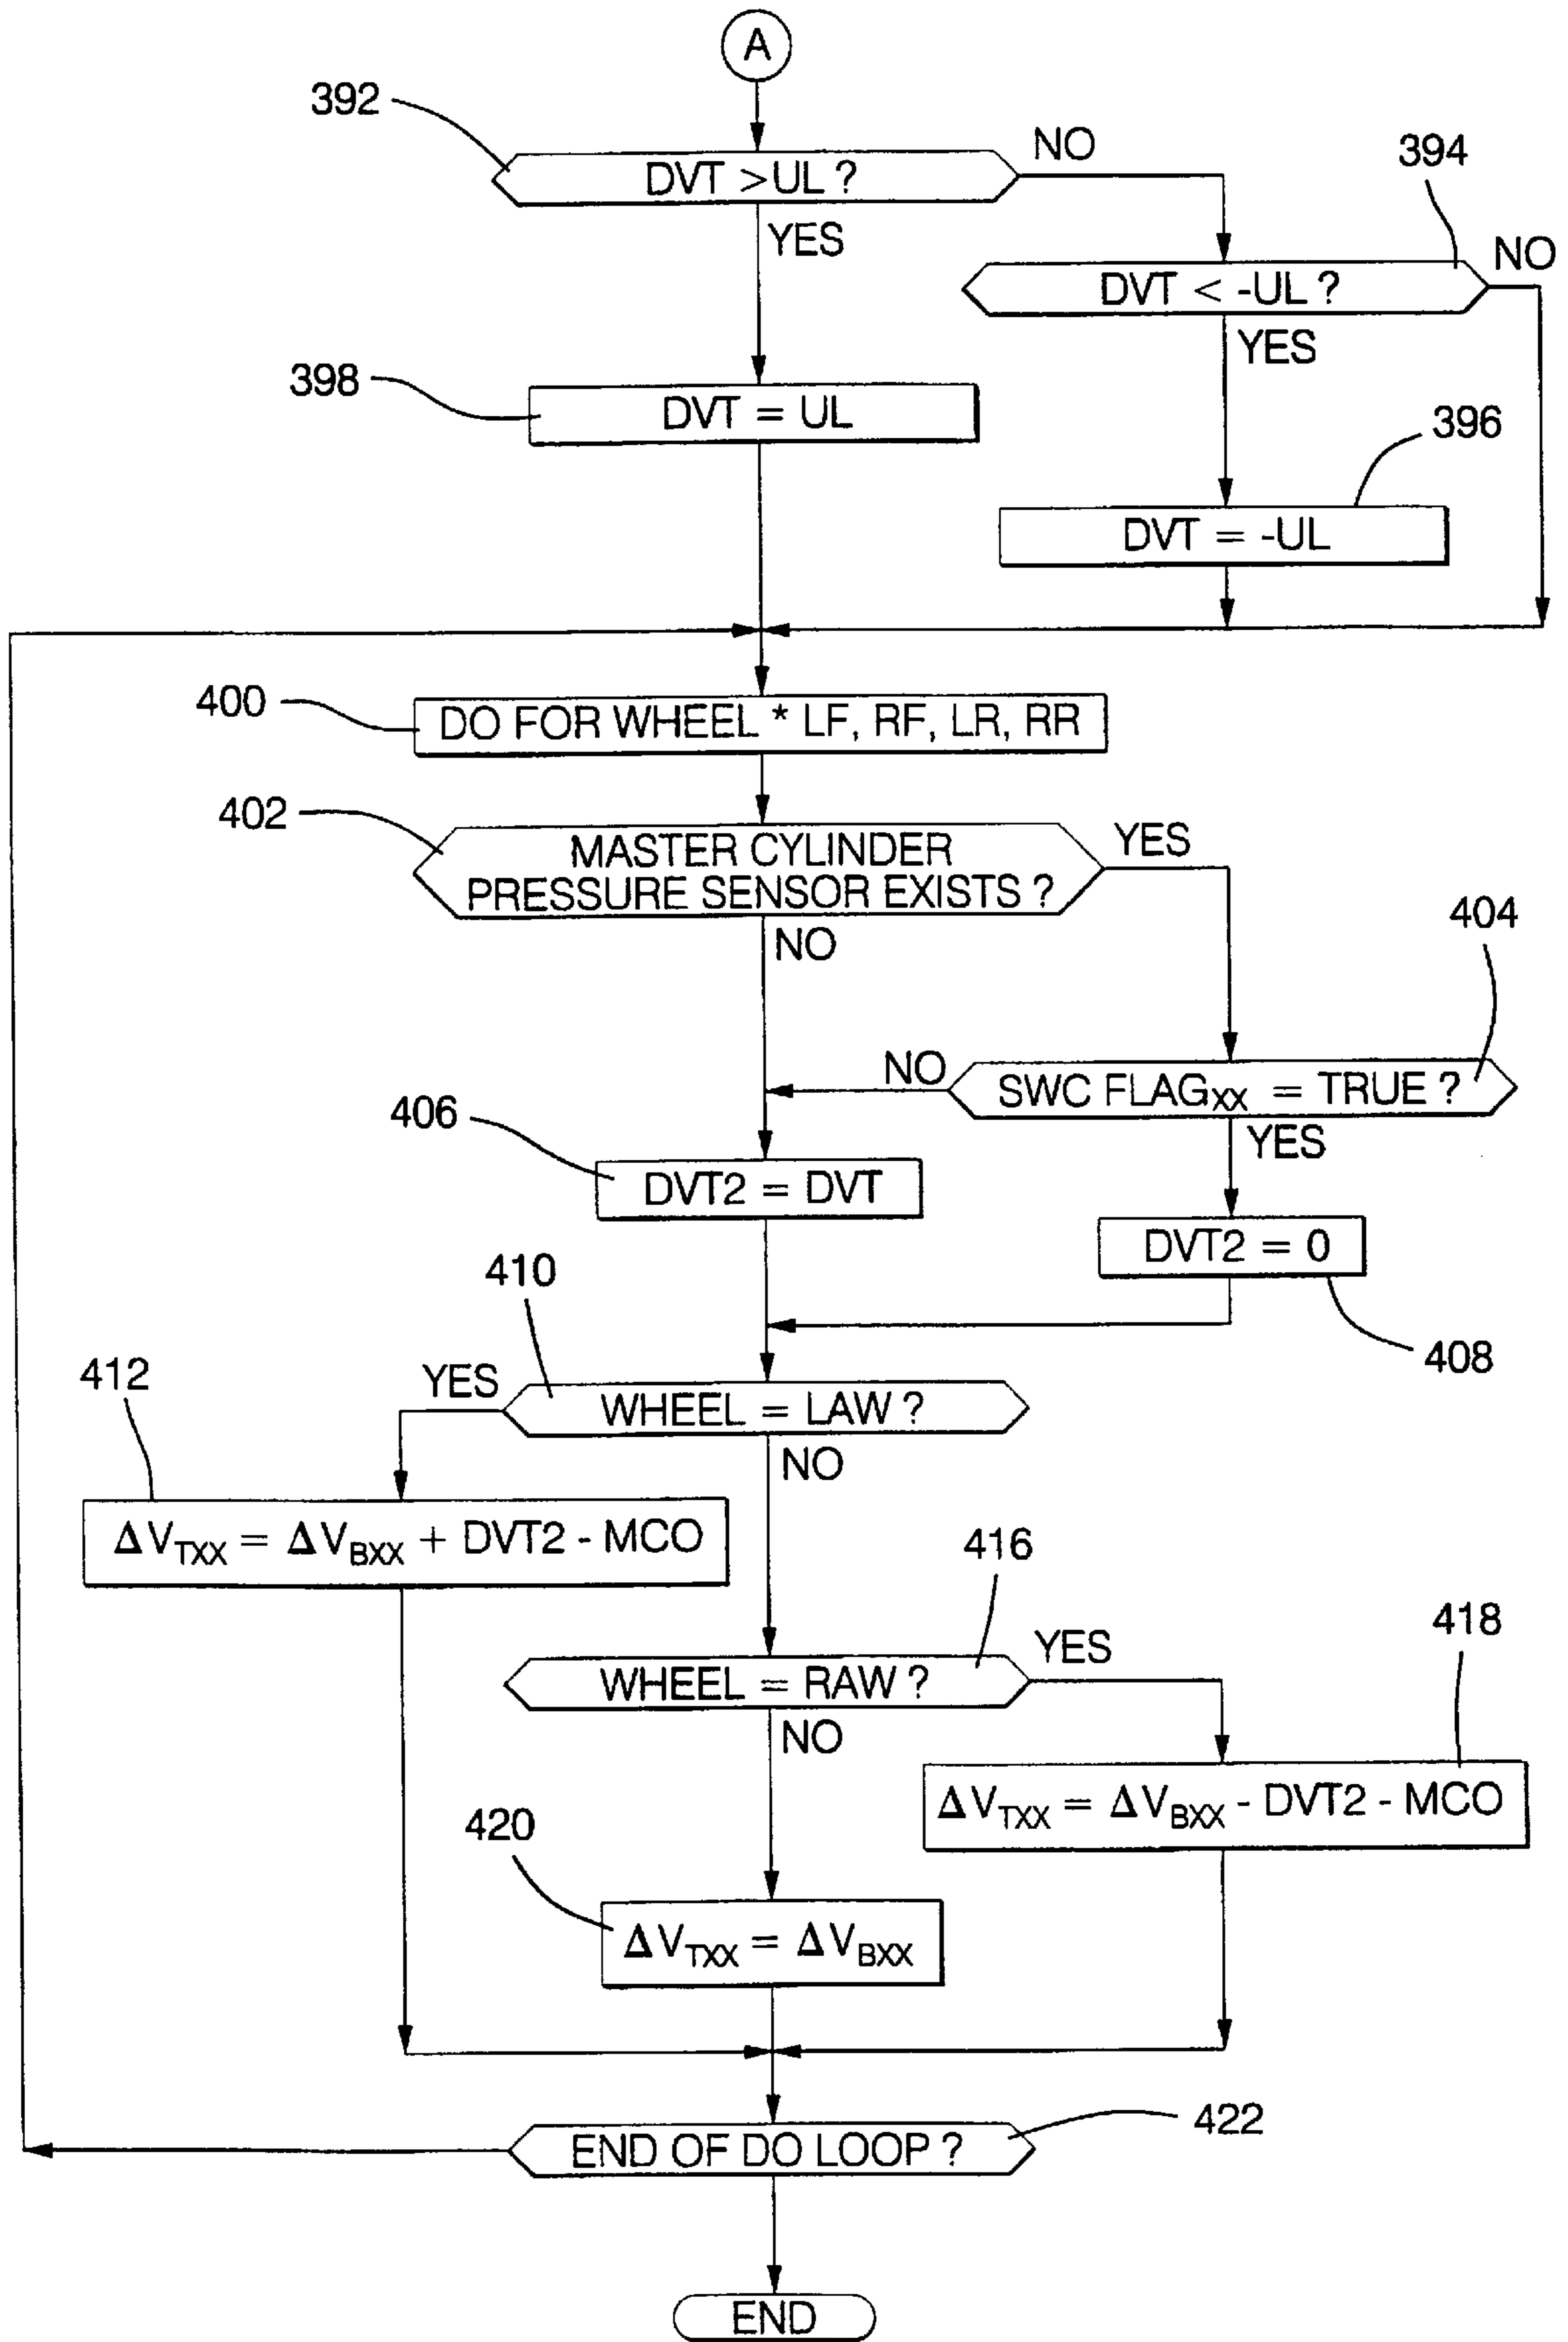 A
392
DVT >UL ?
NO
394
YES
DVT < -UL ?
NO
YES
398
DVT = UL
396
DVT = -UL
400
DO FOR WHEEL * LF, RF, LR, RR
402
MASTER CYLINDER
PRESSURE SENSOR EXISTS ?
YES
NO
404
NO
SWC FLAGXX = TRUE ?
YES
406
DVT2 = DVT
DVT2 = 0
408
410
412
YES
WHEEL = LAW ?
NO
ΔVTXX = ΔVBXX + DVT2 - MCO
416
WHEEL = RAW ?
YES
418
NO
ΔVTXX = ΔVBXX - DVT2 - MCO
420
ΔVTXX = ΔVBXX
422
END OF DO LOOP ?
END